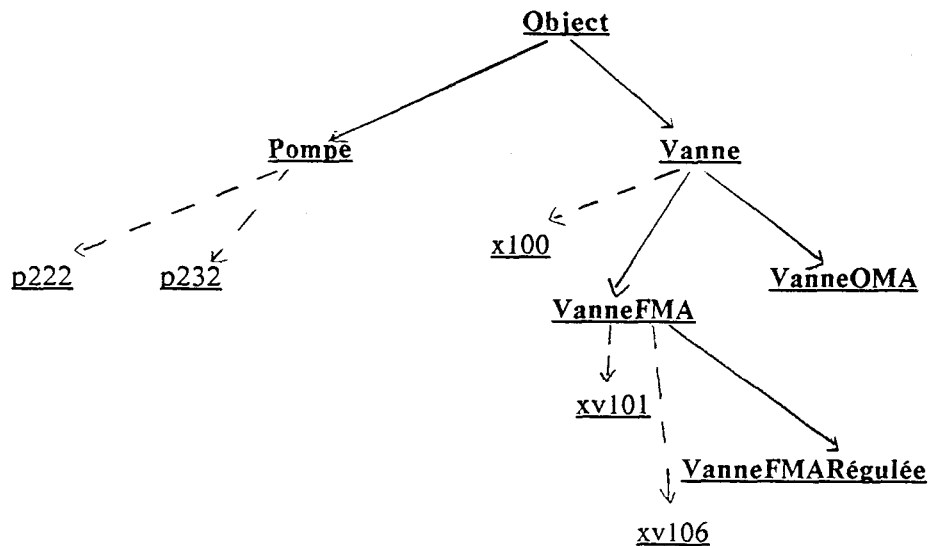 Object
Pompe
Vanne
x100
p222
p232
VanneOMA
VanneFMA
xv101
VanneFMARégulée
xv106